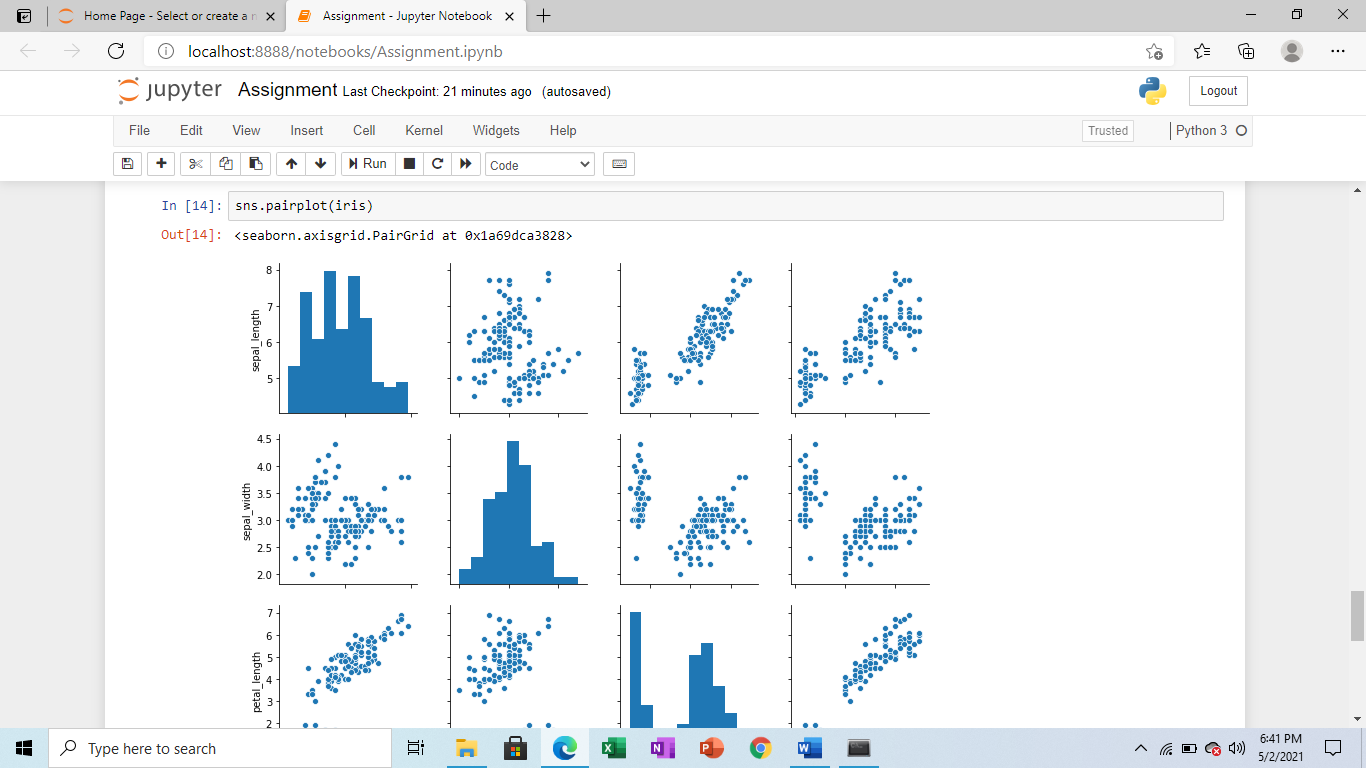 Home Page - Select or create a n
Assignment - Jupyter Notebook
localhost:8888/notebooks/Assignment.ipynb
jupyter Assignment Last Checkpoint: 21 minutes ago (autosaved)
Logout
File Edit View Insert Cell Kernel Widgets Help
Trusted
Python 3
Run
Code
In [14]: sns.pairplot(iris)
Out[14]: <seaborn.axisgrid.PairGrid at 0x1a69dca3828>
8
7
6
5
sepal_length
4.5
4.0
3.5
3.0
2.5
2.0
sepal_width
7
6
5
4
3
2
petal_length
Type here to search
6:41 PM
5/2/2021